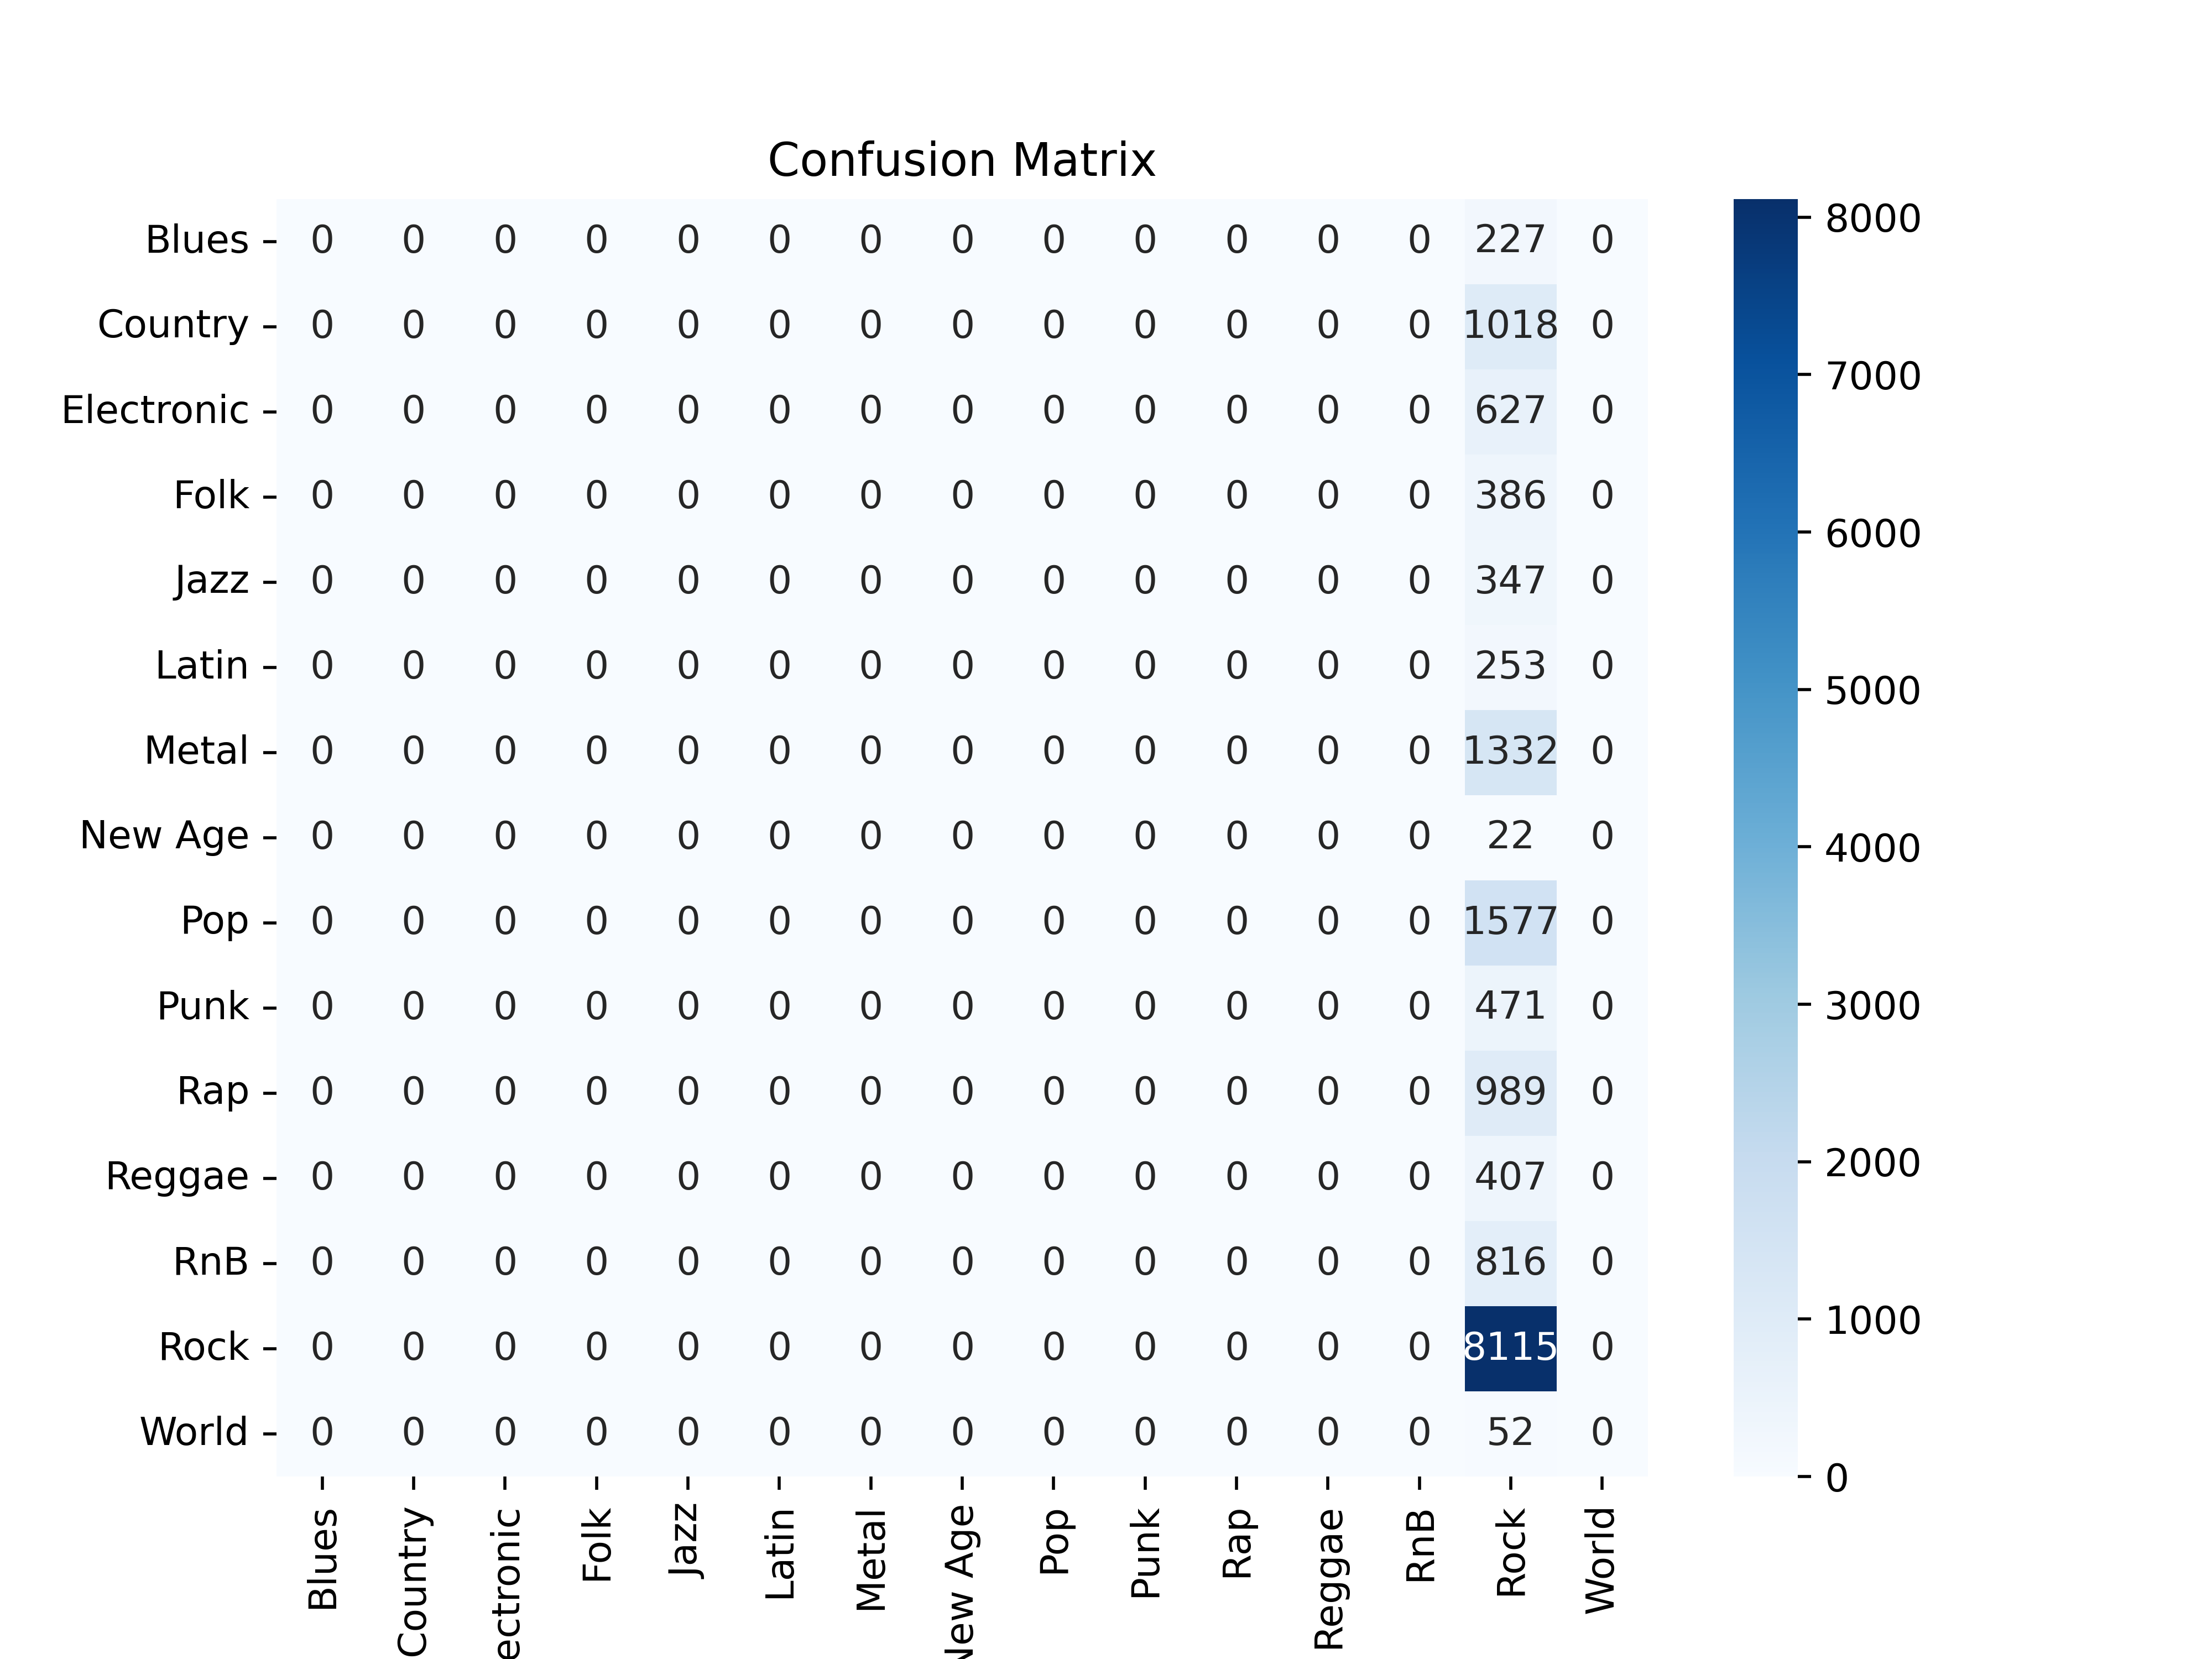 Confusion Matrix
Blues 0 0 0 0 0 0 0 0 0 0 0 0 0 227 0
Country 0 0 0 0 0 0 0 0 0 0 0 0 0 1018 0
Electronic 0 0 0 0 0 0 0 0 0 0 0 0 0 627 0
Folk 0 0 0 0 0 0 0 0 0 0 0 0 0 386 0
Jazz 0 0 0 0 0 0 0 0 0 0 0 0 0 347 0
Latin 0 0 0 0 0 0 0 0 0 0 0 0 0 253 0
Metal 0 0 0 0 0 0 0 0 0 0 0 0 0 1332 0
New Age 0 0 0 0 0 0 0 0 0 0 0 0 0 22 0
Pop 0 0 0 0 0 0 0 0 0 0 0 0 0 1577 0
Punk 0 0 0 0 0 0 0 0 0 0 0 0 0 471 0
Rap 0 0 0 0 0 0 0 0 0 0 0 0 0 989 0
Reggae 0 0 0 0 0 0 0 0 0 0 0 0 0 407 0
RnB 0 0 0 0 0 0 0 0 0 0 0 0 0 816 0
Rock 0 0 0 0 0 0 0 0 0 0 0 0 0 8115 0
World 0 0 0 0 0 0 0 0 0 0 0 0 0 52 0
Blues Country ectronic Folk Jazz Latin Metal New Age Pop Punk Rap Reggae RnB Rock World
8000
7000
6000
5000
4000
3000
2000
1000
0